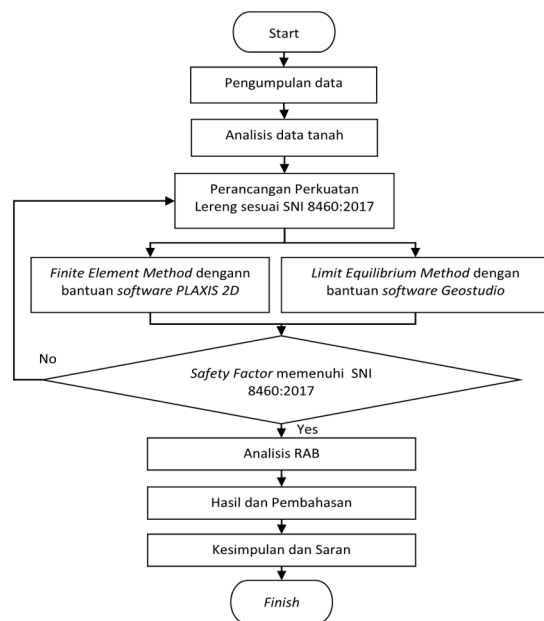 Start
Pengumpulan data
Analisis data tanah
Perancangan Perkuatan
Lereng sesuai SNI 8460:2017
Finite Element Method dengann
bantuan software PLAXIS 2D
Limit Equilibrium Method dengan
bantuan software Geostudio
No
Safety Factor memenuhi SNI
8460:2017
Yes
Analisis RAB
Hasil dan Pembahasan
Kesimpulan dan Saran
Finish